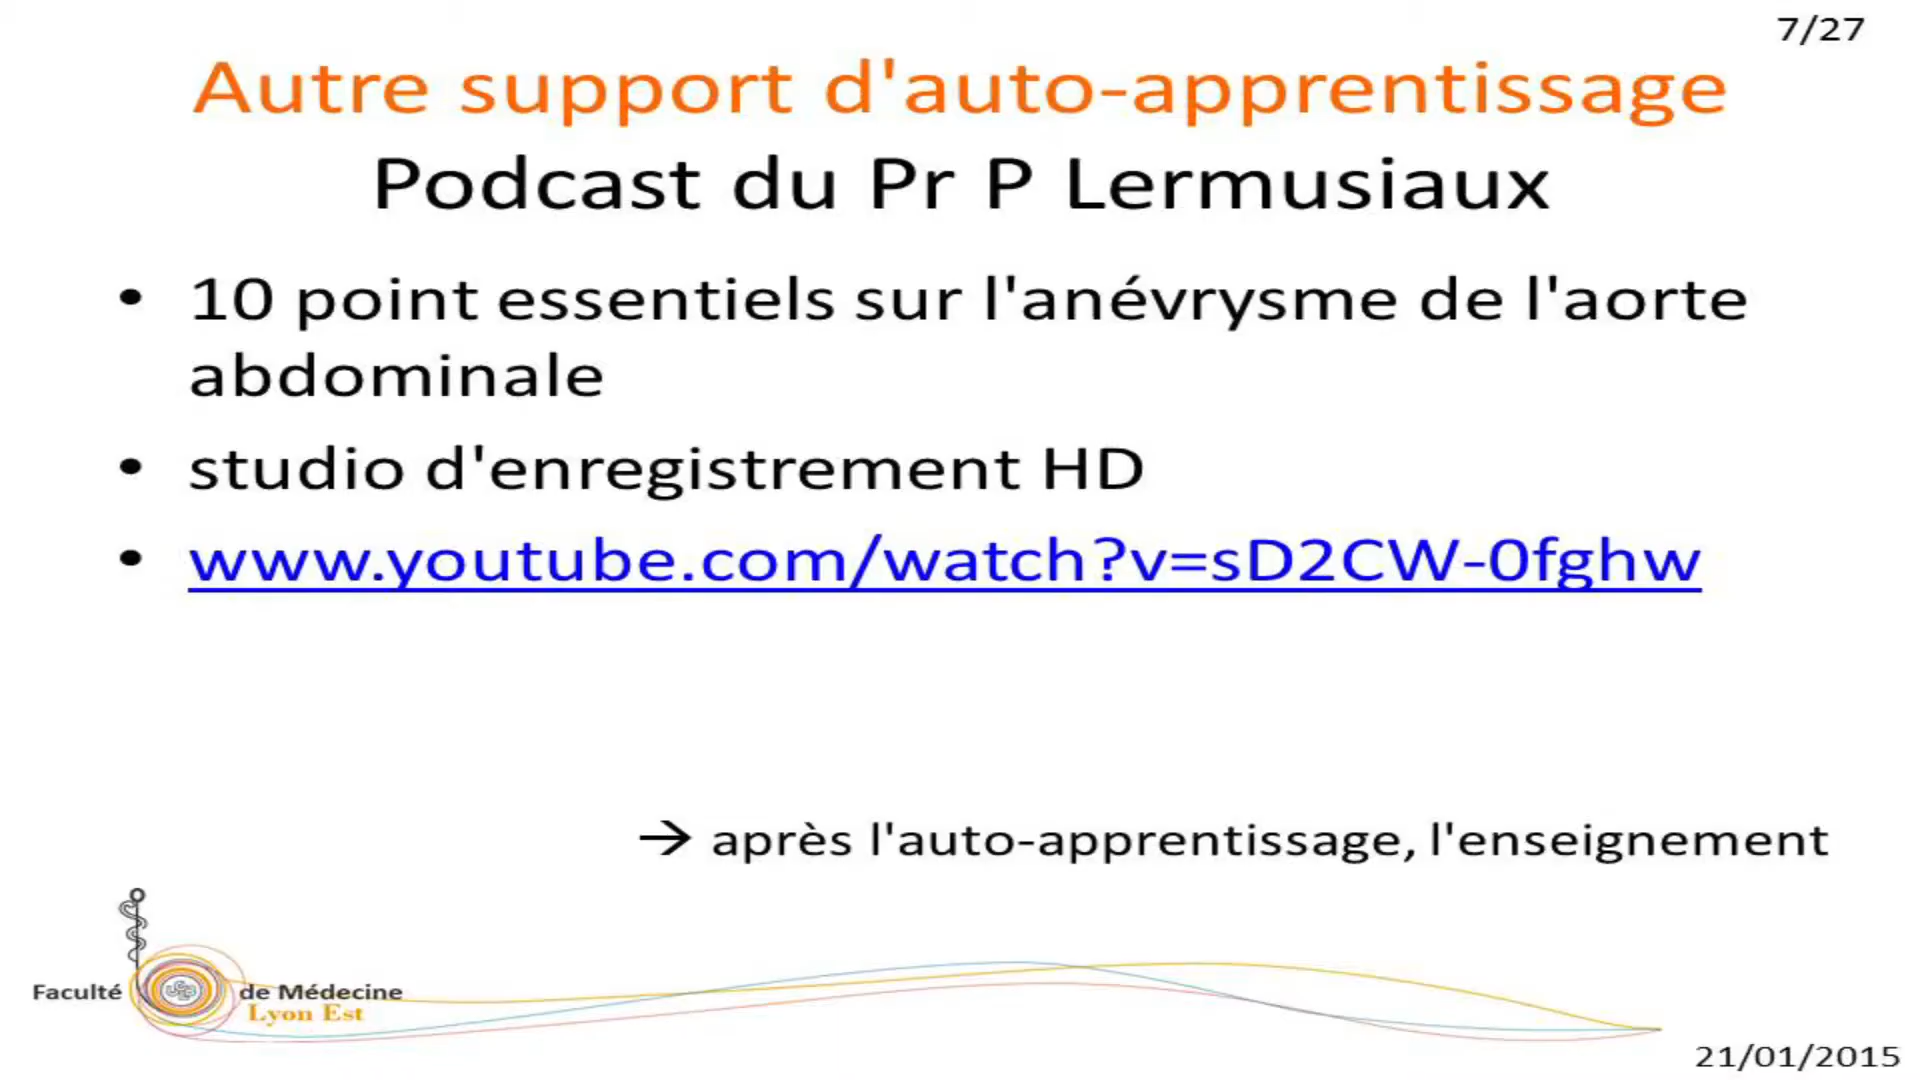 7/27
Autre support d'auto-apprentissage
Podcast du Pr P Lermusiaux
• 10 point essentiels sur l'anévrysme de l'aorte
abdominale
• studio d'enregistrement HD
• www.youtube.com/watch?v=sD2CW-0fghw
→ après l'auto-apprentissage, l'enseignement
Faculté de Médecine
Lyon Est
21/01/2015